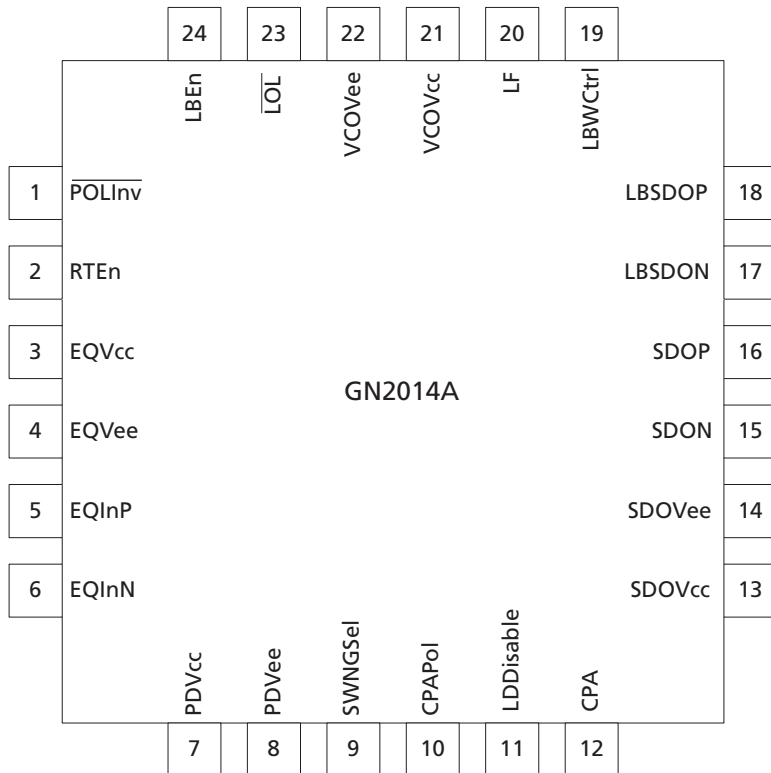 24 23 22 21 20 19
LBEn L̅O̅L̅ VCOVee VCOVcc LF LBWCtrl
1 P̅O̅L̅I̅n̅v̅ LBSDOP 18
2 RTEn LBSDON 17
3 EQVcc SDOP 16
GN2014A
4 EQVee SDON 15
5 EQInP SDOVee 14
6 EQInN SDOVcc 13
PDVcc PDVee SWNGSel CPAPol LDDisable CPA
7 8 9 10 11 12